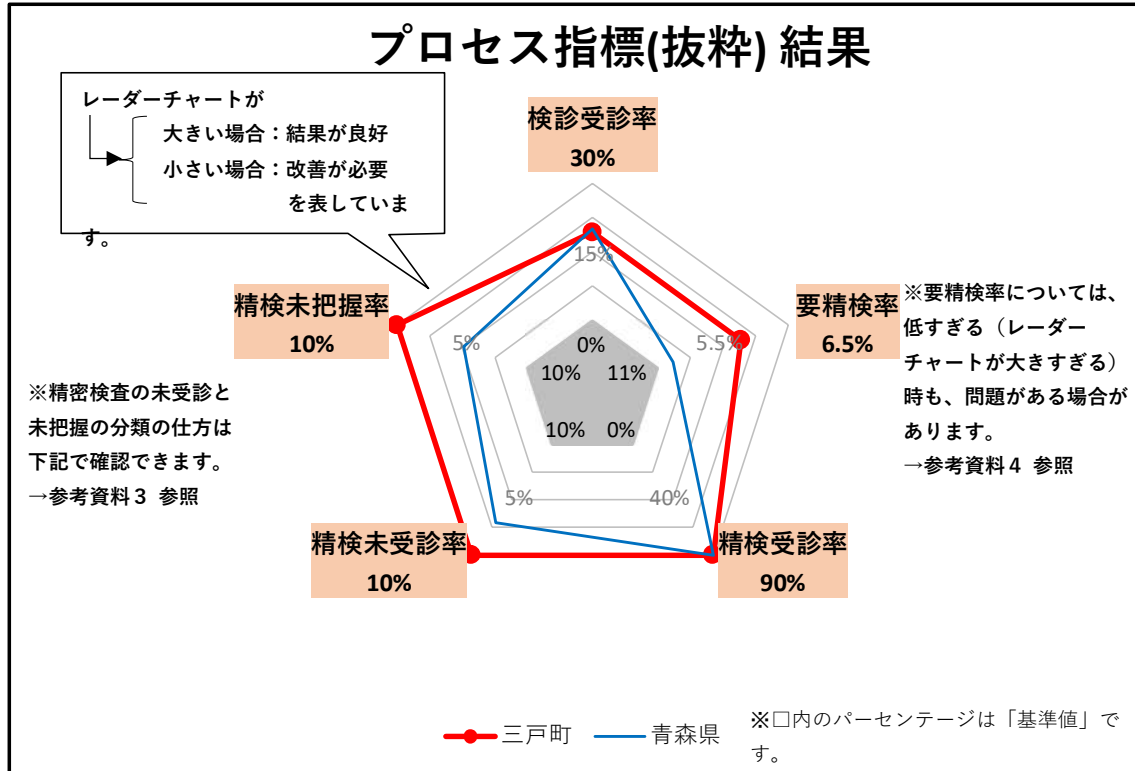 プロセス指標(抜粋) 結果
レーダーチャートが
大きい場合：結果が良好
小さい場合：改善が必要
を表していま
す。
検診受診率
30%
15%
0%
要精検率
6.5%
5.5%
11%
※要精検率については、
低すぎる（レーダー
チャートが大きすぎる）
時も、問題がある場合が
あります。
→参考資料４ 参照
精検未把握率
10%
5%
10%
※精密検査の未受診と
未把握の分類の仕方は
下記で確認できます。
→参考資料３ 参照
10%
0%
5%
40%
精検未受診率
10%
精検受診率
90%
三戸町
青森県
※□内のパーセンテージは「基準値」で
す。